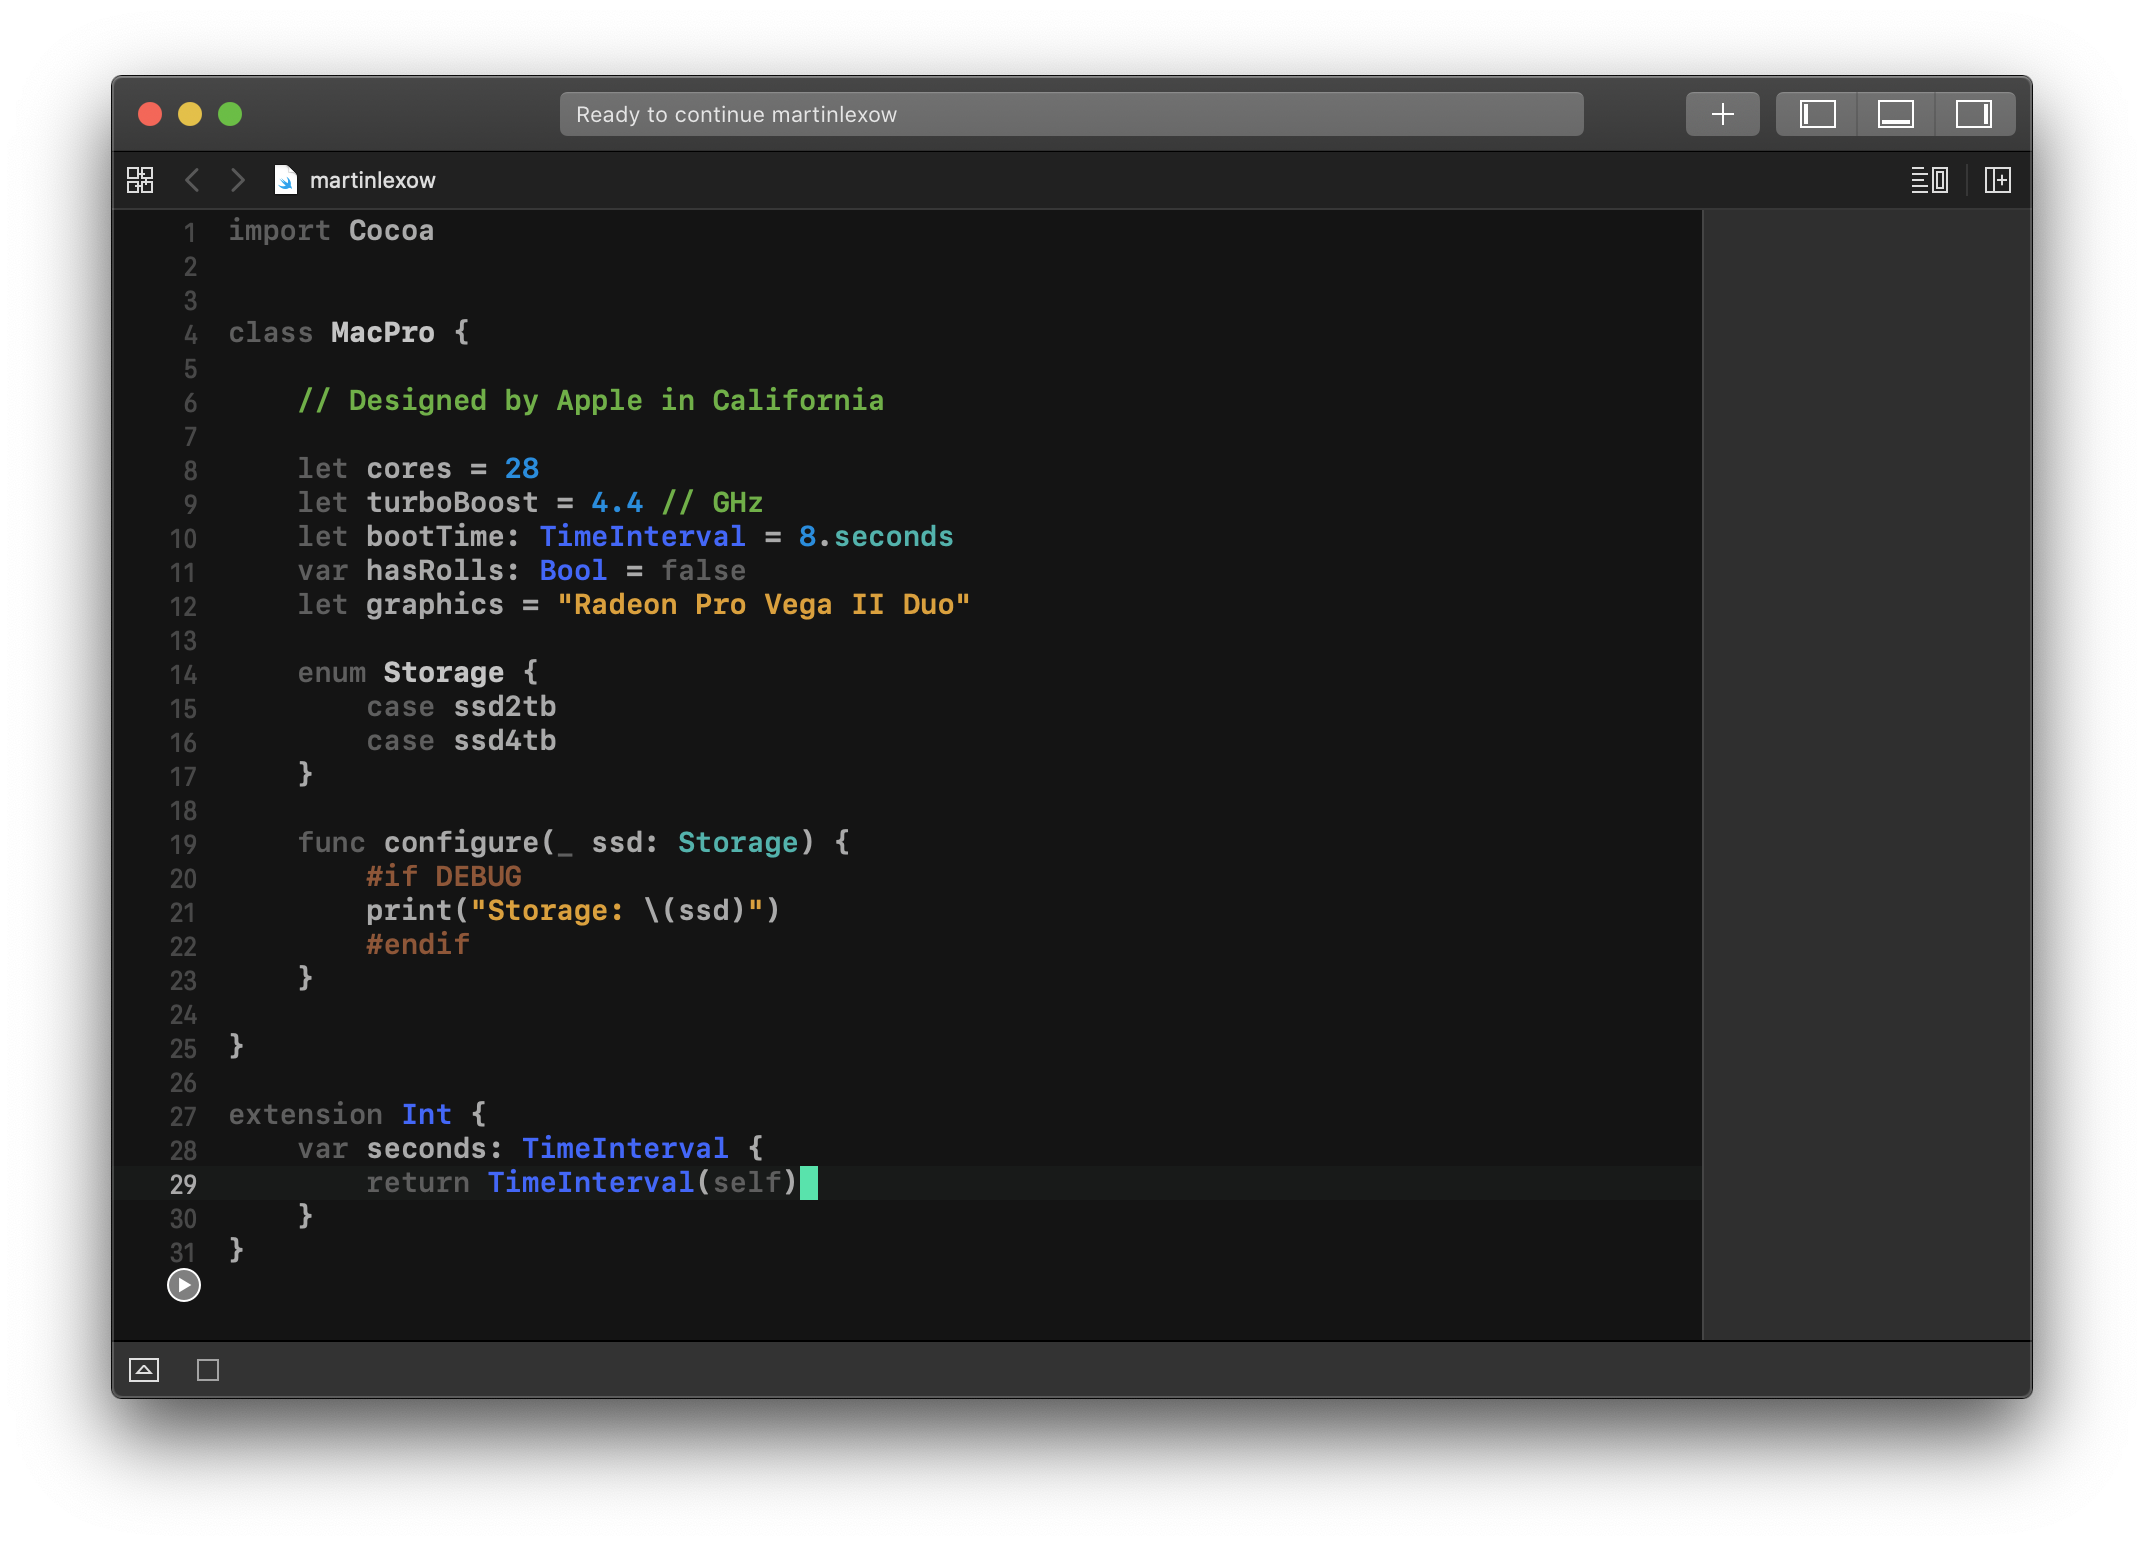 Ready to continue martinlexow
martinlexow
1 import Cocoa
2
3
4 class MacPro {
5
6     // Designed by Apple in California
7
8     let cores = 28
9     let turboBoost = 4.4 // GHz
10     let bootTime: TimeInterval = 8.seconds
11     var hasRolls: Bool = false
12     let graphics = "Radeon Pro Vega II Duo"
13
14     enum Storage {
15         case ssd2tb
16         case ssd4tb
17     }
18
19     func configure(_ ssd: Storage) {
20         #if DEBUG
21         print("Storage: \(ssd)")
22         #endif
23     }
24
25 }
26
27 extension Int {
28     var seconds: TimeInterval {
29         return TimeInterval(self)
30     }
31 }